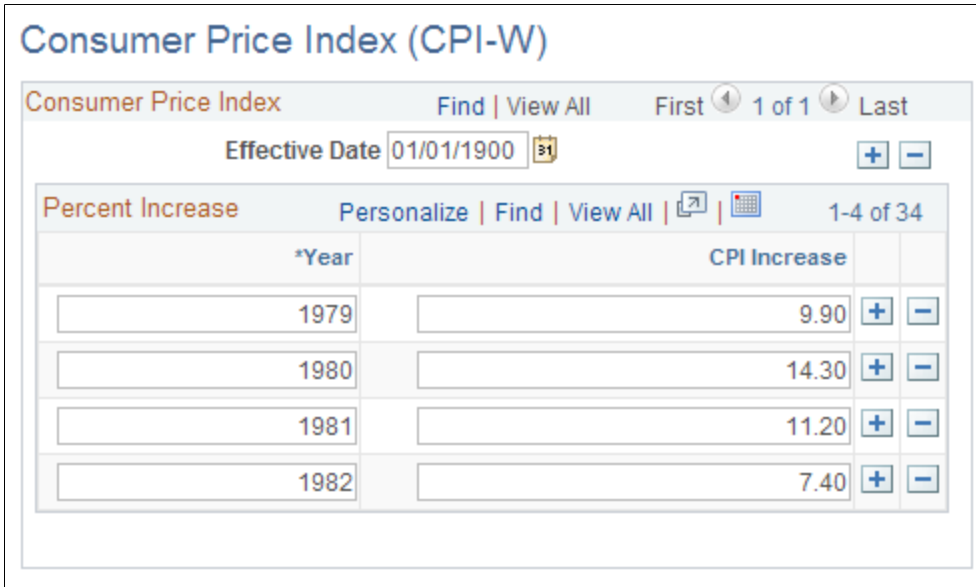 Consumer Price Index (CPI-W)
Consumer Price Index Find | View All First 1 of 1 Last
Effective Date 01/01/1900 31
Percent Increase Personalize | Find | View All | | 1-4 of 34
*Year CPI Increase
1979 9.90
1980 14.30
1981 11.20
1982 7.40